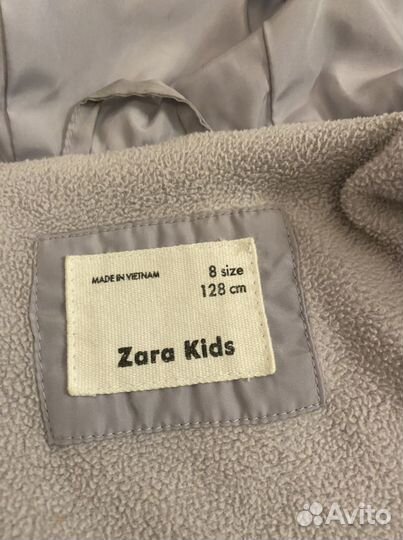 MADE IN VIETNAM
8 size
128 cm
Zara Kids
Avito